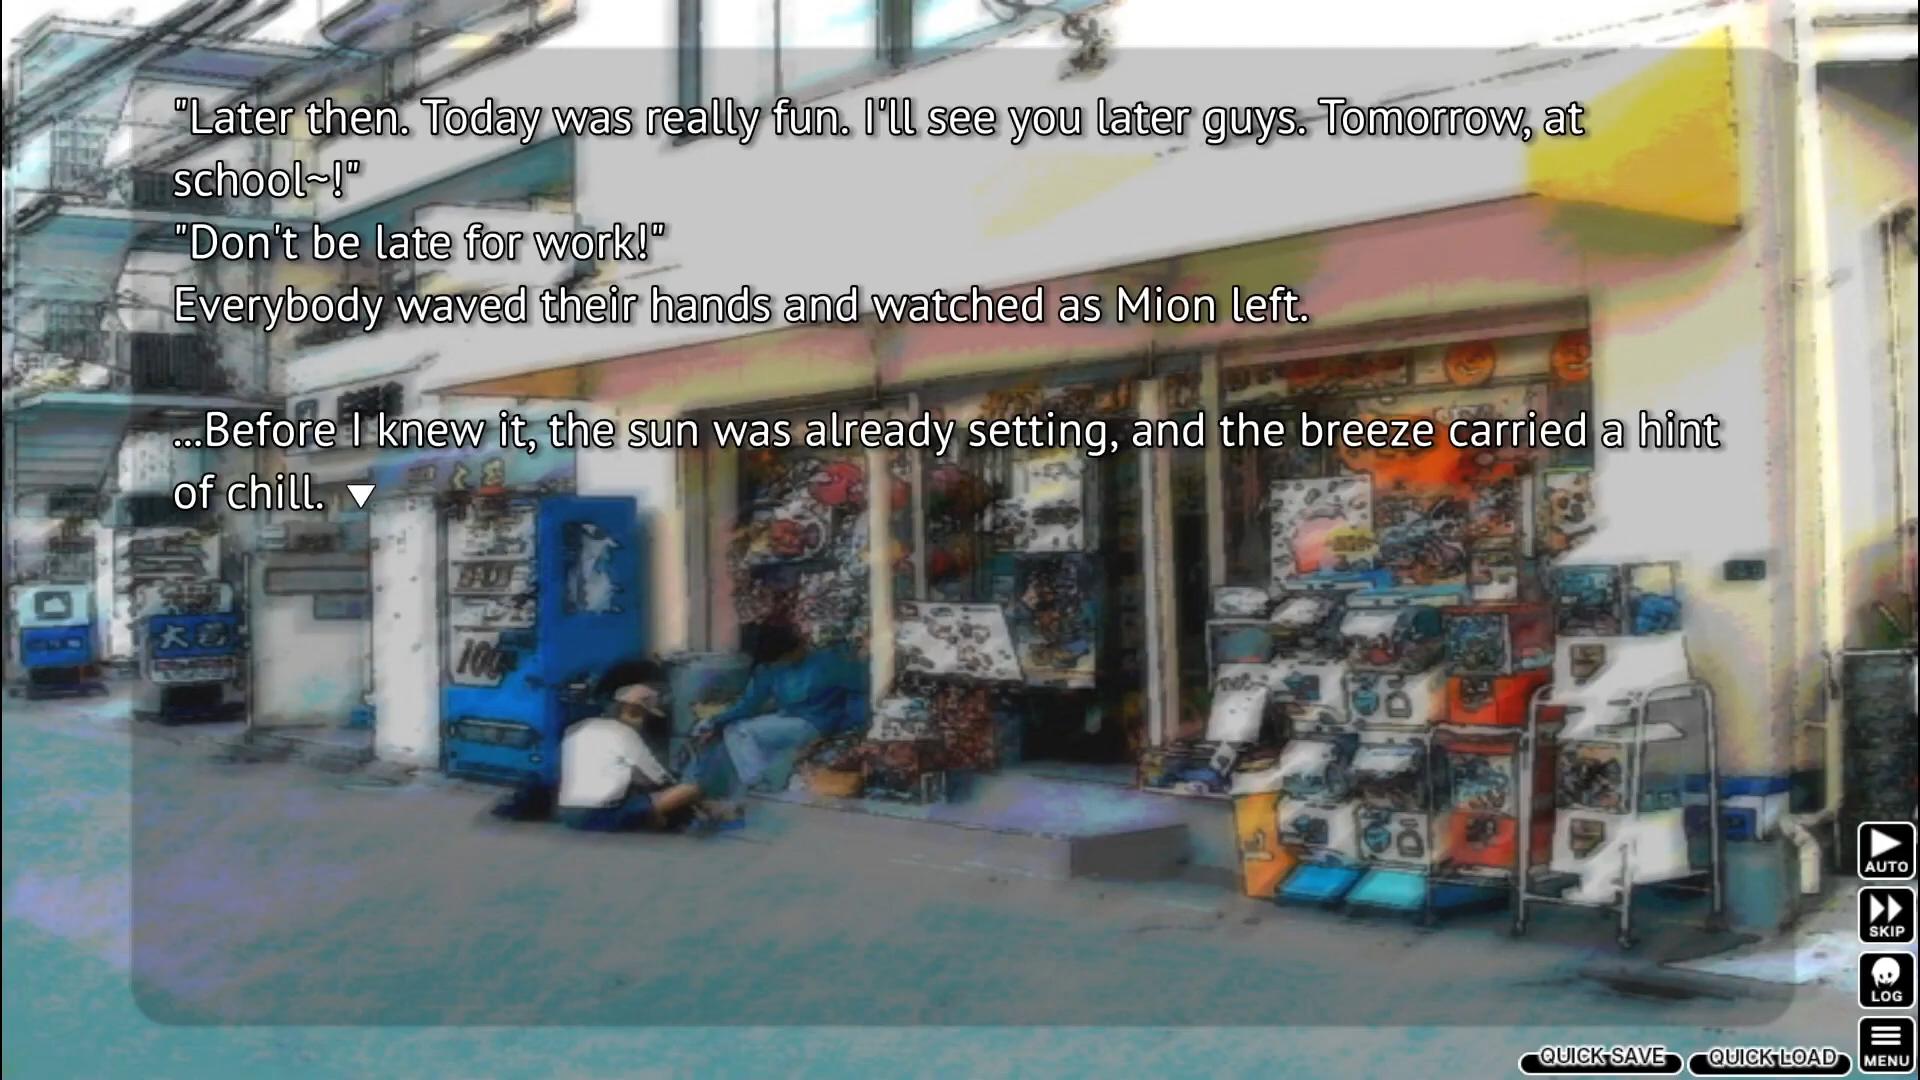 "Later then. Today was really fun. I'll see you later guys. Tomorrow, at
school~!"
"Don't be late for work!"
Everybody waved their hands and watched as Mion left.
...Before I knew it, the sun was already setting, and the breeze carried a hint
of chill.
100
AUTO
SKIP
LOG
MENU
QUICK SAVE
QUICK LOAD